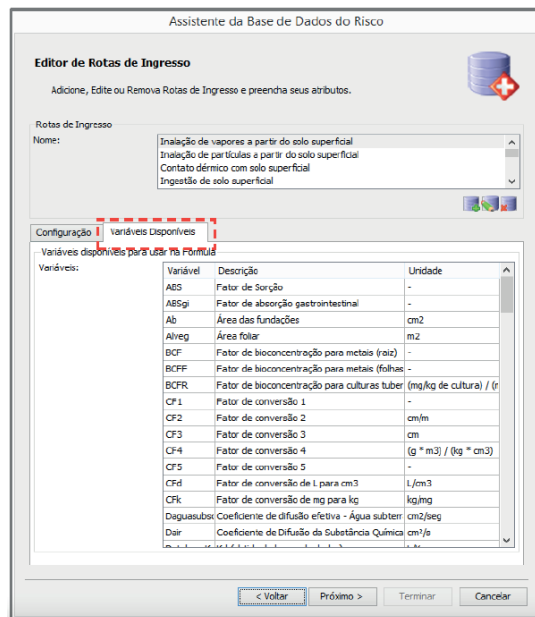 Assistente da Base de Dados do Risco
Editor de Rotas de Ingresso
Adicione, Edite ou Remova Rotas de Ingresso e preencha seus atributos.
Rotas de Ingresso
Nome:
Inalação de vapores a partir do solo superficial
Inalação de partículas a partir do solo superficial
Contato dérmico com solo superficial
Ingestão de solo superficial
Configuração Variáveis Disponíveis
Variáveis disponíveis para usar na Fórmula
Variáveis:
Variável Descrição Unidade
ABS Fator de Sorção -
ABSgi Fator de absorção gastrointestinal -
Ab Área das fundações cm2
Alveg Área foliar m2
BCF Fator de bioconcentração para metais (raiz) -
BCFF Fator de bioconcentração para metais (folhas -
BCFR Fator de bioconcentração para culturas tuber (mg/kg de cultura) / (r
CF1 Fator de conversão 1 -
CF2 Fator de conversão 2 cm/m
CF3 Fator de conversão 3 cm
CF4 Fator de conversão 4 (g * m3) / (kg * cm3)
CF5 Fator de conversão 5 -
CFd Fator de conversão de L para cm3 L/cm3
CFk Fator de conversão de mg para kg kg/mg
Daguasubs Coeficiente de difusão efetiva - Água subterr cm2/seg
Dair Coeficiente de Difusão da Substância Química cm²/s
< Voltar Próximo > Terminar Cancelar